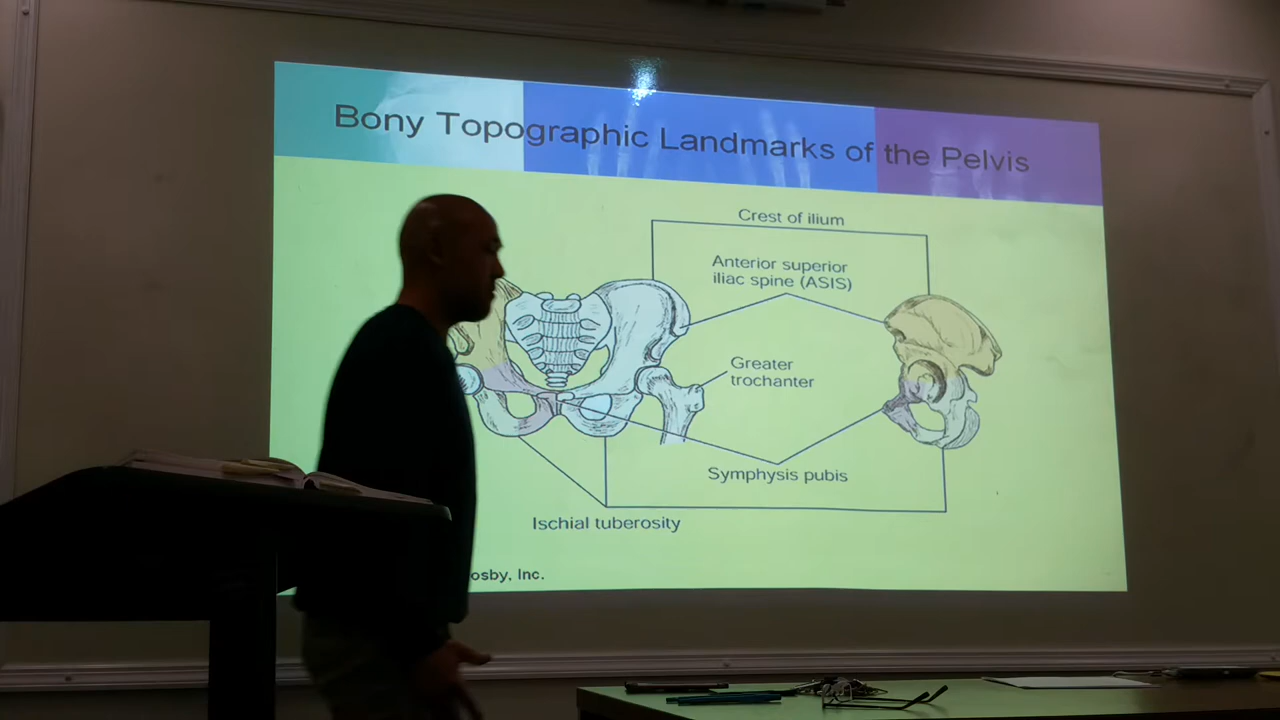 Bony Topographic Landmarks of the Pelvis
Crest of ilium
Anterior superior
iliac spine (ASIS)
Greater
trochanter
Symphysis pubis
Ischial tuberosity
osby, Inc.